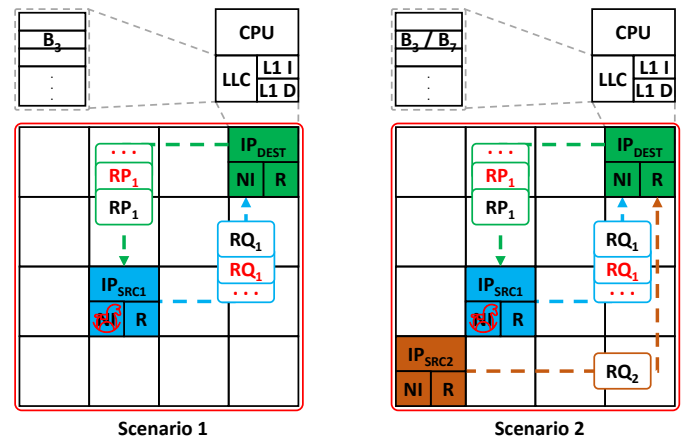 B3
CPU
LLC
L1 I
L1 D
...
RP1
RP1
IPDEST
NI R
RQ1
RQ1
...
IPSRC1
NI R
Scenario 1
B3 / B7
CPU
LLC
L1 I
L1 D
...
RP1
RP1
IPDEST
NI R
RQ1
RQ1
...
IPSRC1
NI R
IPSRC2
NI R
RQ2
Scenario 2